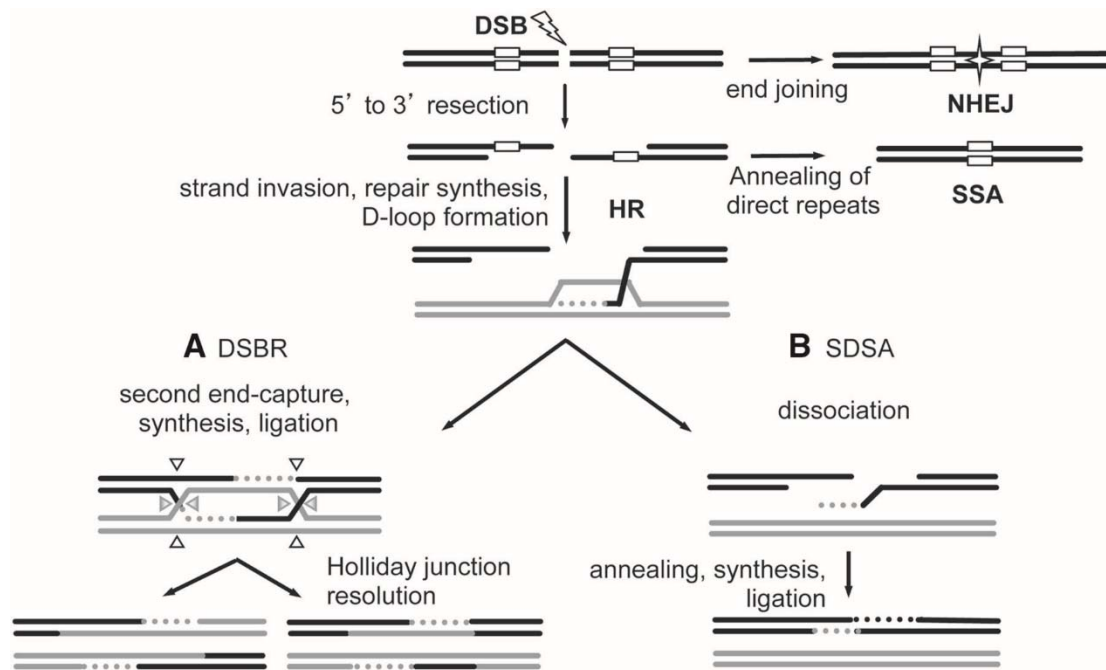 DSB
end joining
NHEJ
5' to 3' resection
strand invasion, repair synthesis,
D-loop formation
HR
Annealing of
direct repeats
SSA
A DSBR
second end-capture,
synthesis, ligation
B SDSA
dissociation
Holliday junction
resolution
annealing, synthesis,
ligation